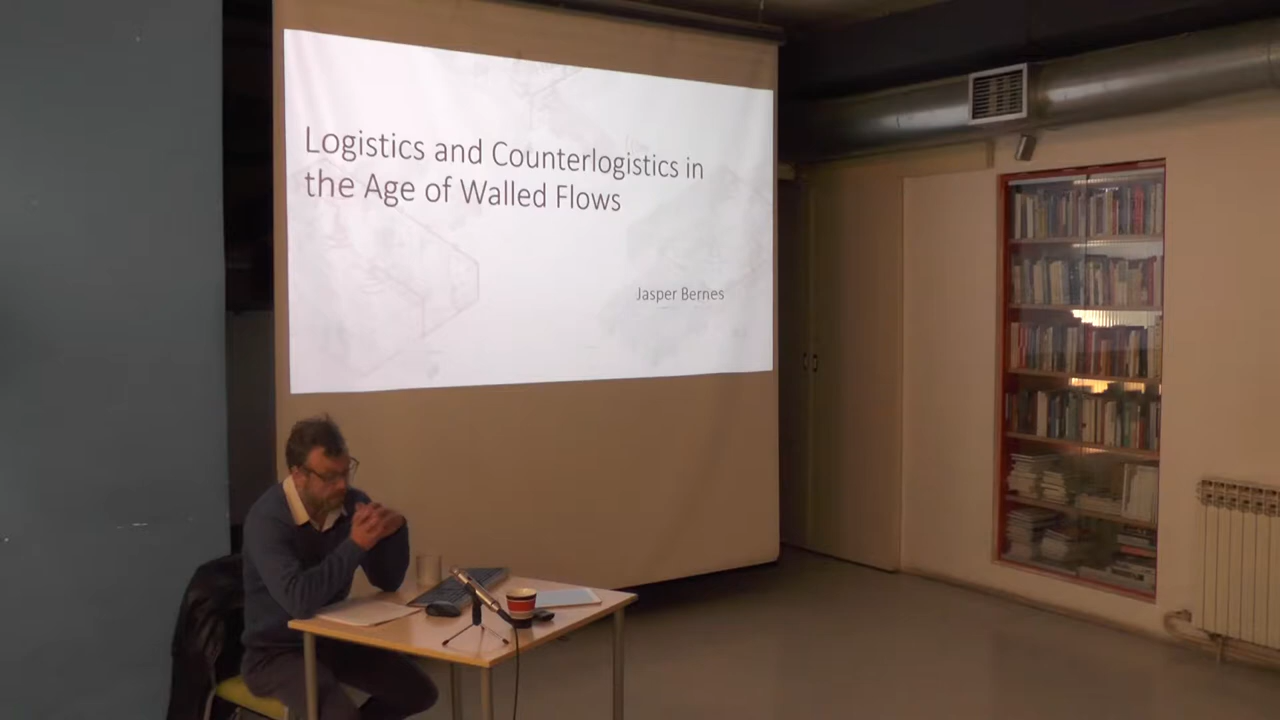 Logistics and Counterlogistics in
the Age of Walled Flows
Jasper Bernes